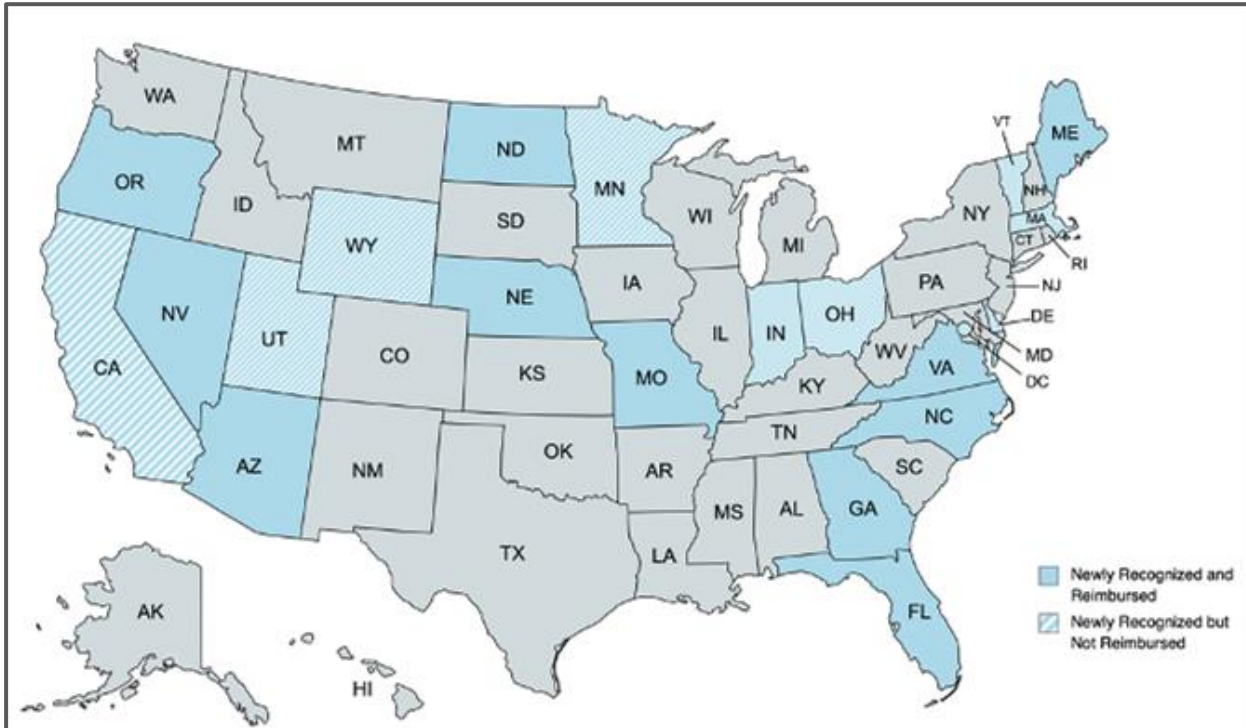 WA
MT
ND
MN
VT
ME
OR
ID
WY
SD
WI
MI
NY
NH
MA
CT
RI
NV
UT
NE
IA
IL
IN
OH
PA
NJ
DE
CA
CO
KS
MO
KY
WV
VA
MD
DC
AZ
NM
OK
AR
TN
NC
SC
TX
LA
MS
AL
GA
FL
AK
HI
Newly Recognized and
Reimbursed
Newly Recognized but
Not Reimbursed